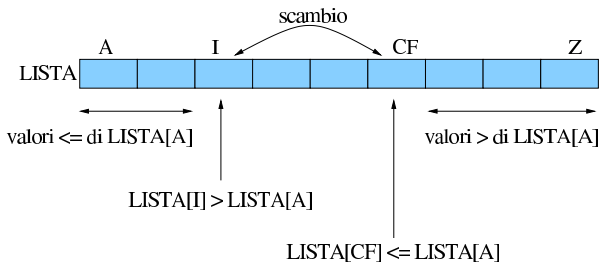 scambio
A I CF Z
LISTA
valori <= di LISTA[A] valori > di LISTA[A]
LISTA[I] > LISTA[A]
LISTA[CF] <= LISTA[A]